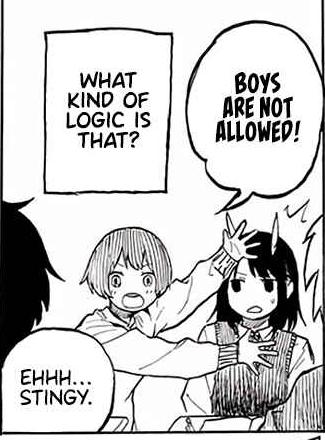 BOYS
ARE NOT
ALLOWED!
WHAT
KIND OF
LOGIC IS
THAT?
EHHH...
STINGY.